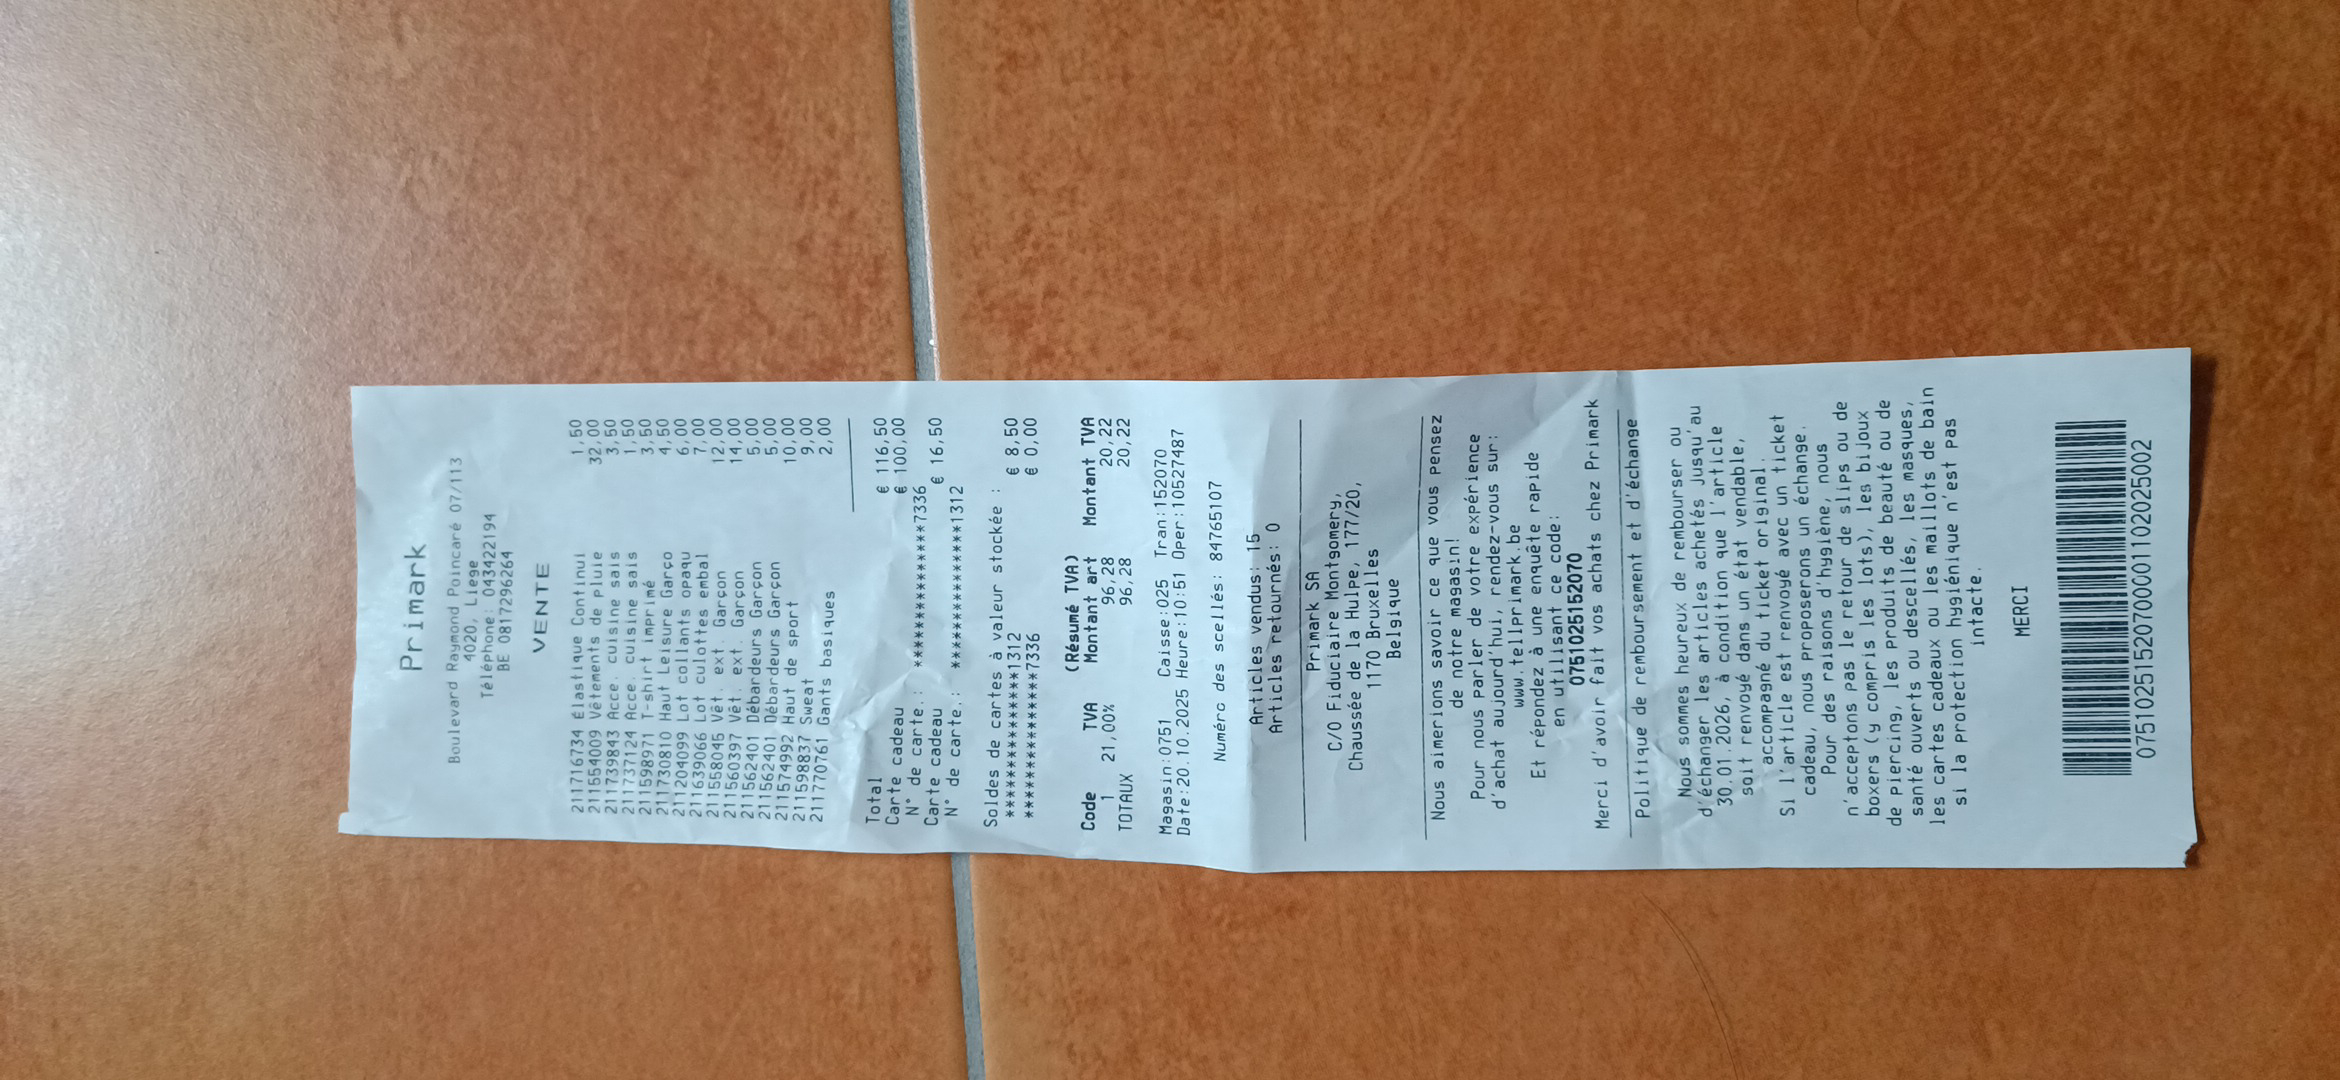 Primark
Boulevard Raymond Poincaré 07/113
4020, Liege
Téléphone: 043422194
BE 0817296264
VENTE
211716734 Élastique Continui 1,50
211554009 Vêtements de pluie 32,00
211739843 Acce. cuisine sais 3,50
211737124 Acce. cuisine sais 1,50
211598971 T-shirt imprimé 3,50
211730810 Haut Leisure Garço 4,50
211204099 Lot collants opaqu 6,00
211639066 Lot culottes embal 7,00
211558045 Vêt. ext. Garçon 12,00
211560397 Vêt. ext. Garçon 14,00
211562401 Débardeurs Garçon 5,00
211562401 Débardeurs Garçon 5,00
211574992 Haut de sport 10,00
211598837 Sweat 9,00
211770761 Gants basiques 2,00
Total € 116,50
Carte cadeau € 100,00
N° de carte.: ***************7336
Carte cadeau € 16,50
N° de carte.: ***************1312
Soldes de cartes à valeur stockée :
***************1312 € 8,50
***************7336 € 0,00
(Résumé TVA)
Code TVA Montant art Montant TVA
1 21,00% 96,28 20,22
TOTAUX 96,28 20,22
Magasin:0751 Caisse:025 Tran:152070
Date:20.10.2025 Heure:10:51 Oper:10527487
Numéro des scellés: 84765107
Articles vendus: 15
Articles retournés: 0
Primark SA
C/O Fiduciaire Montgomery,
Chaussée de la Hulpe, 177/20,
1170 Bruxelles
Belgique
Nous aimerions savoir ce que vous pensez
de notre magasin!
Pour nous parler de votre expérience
d'achat aujourd'hui, rendez-vous sur:
www.tellprimark.be
Et répondez à une enquête rapide
en utilisant ce code:
0751025152070
Merci d'avoir fait vos achats chez Primark
Politique de remboursement et d'échange
Nous sommes heureux de rembourser ou
d'échanger les articles achetés jusqu'au
30.01.2026, à condition que l'article
soit renvoyé dans un état vendable,
accompagné du ticket original.
Si l'article est renvoyé avec un ticket
cadeau, nous proposerons un échange.
Pour des raisons d'hygiène, nous
n'acceptons pas le retour de slips ou de
boxers (y compris les lots), les bijoux
de piercing, les produits de beauté ou de
santé ouverts ou descellés, les masques,
les cartes cadeaux ou les maillots de bain
si la protection hygiénique n'est pas
intacte.
MERCI
07510251520700001102025002